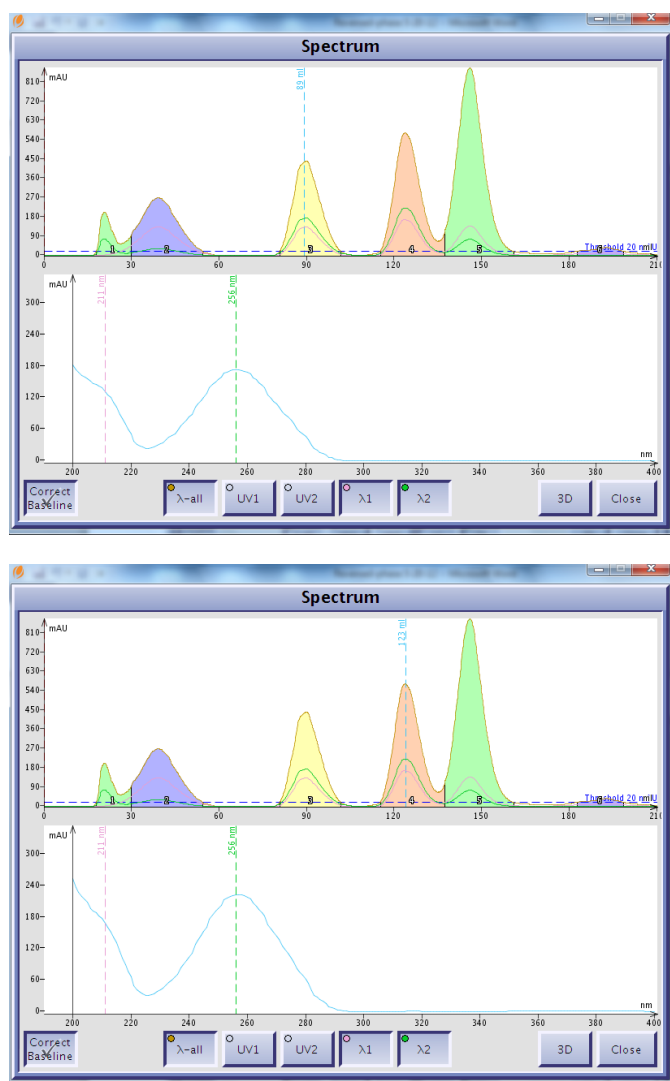 Spectrum
mAU
810
720
630
540
450
360
270
180
90
0
89 ml
1
2
3
4
5
Threshold 20 mAU
0
30
60
90
120
150
180
210
mAU
300
240
180
120
60
0
211 nm
256 nm
nm
200
220
240
260
280
300
320
340
360
380
400
Correct Baseline
λ-all
UV1
UV2
λ1
λ2
3D
Close
Spectrum
mAU
810
720
630
540
450
360
270
180
90
0
123 ml
1
2
3
4
5
Threshold 20 mAU
0
30
60
90
120
150
180
210
mAU
300
240
180
120
60
0
211 nm
256 nm
nm
200
220
240
260
280
300
320
340
360
380
400
Correct Baseline
λ-all
UV1
UV2
λ1
λ2
3D
Close